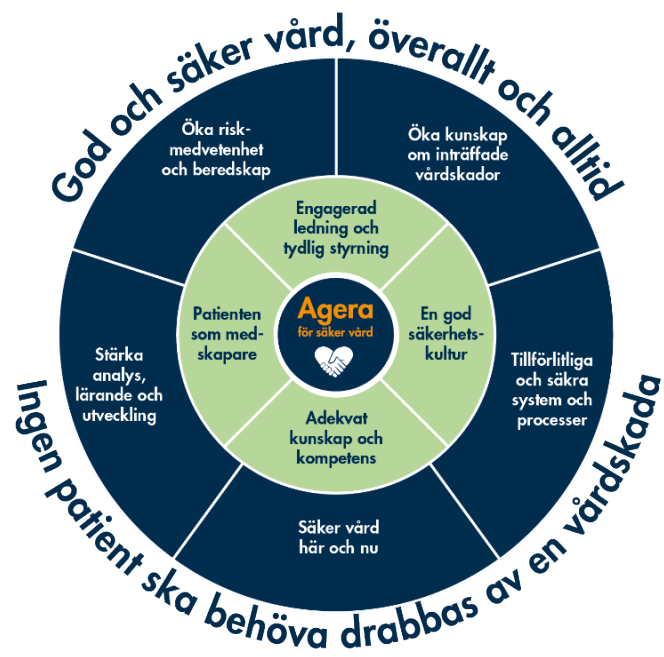 God och säker vård, överallt och alltid
Öka risk-
medvetenhet
och beredskap
Öka kunskap
om inträffade
vårdskador
Engagerad
ledning och
tydlig styrning
Patienten
som med-
skapare
Agera
för säker vård
En god
säkerhets-
kultur
Stärka
analys,
lärande och
utveckling
Tillförlitliga
och säkra
system och
processer
Adekvat
kunskap och
kompetens
Säker vård
här och nu
Ingen patient ska behöva drabbas av en vårdskada